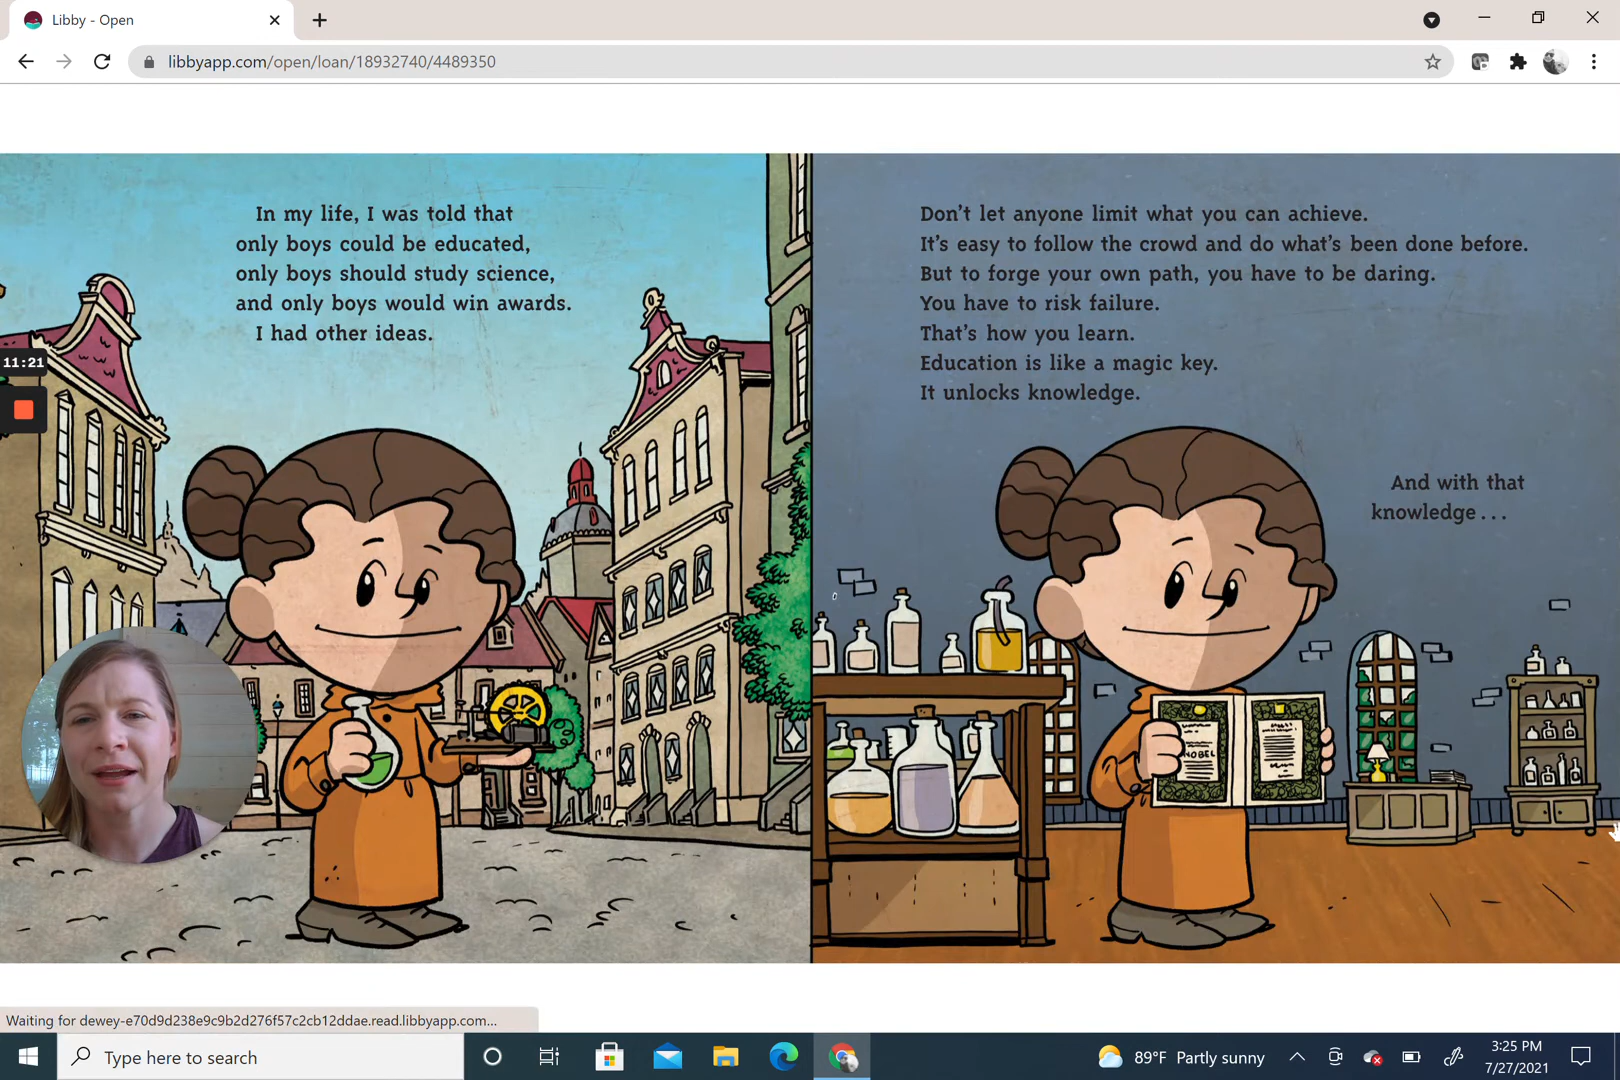 Libby - Open
libbyapp.com/open/loan/18932740/4489350
In my life, I was told that
only boys could be educated,
only boys should study science,
and only boys would win awards.
I had other ideas.
Don't let anyone limit what you can achieve.
It's easy to follow the crowd and do what's been done before.
But to forge your own path, you have to be daring.
You have to risk failure.
That's how you learn.
Education is like a magic key.
It unlocks knowledge.
And with that
knowledge . . .
11:21
NOBEL
Waiting for dewey-e70d9d238e9c9b2d276f57c2cb12ddae.read.libbyapp.com...
Type here to search
89°F Partly sunny
3:25 PM
7/27/2021